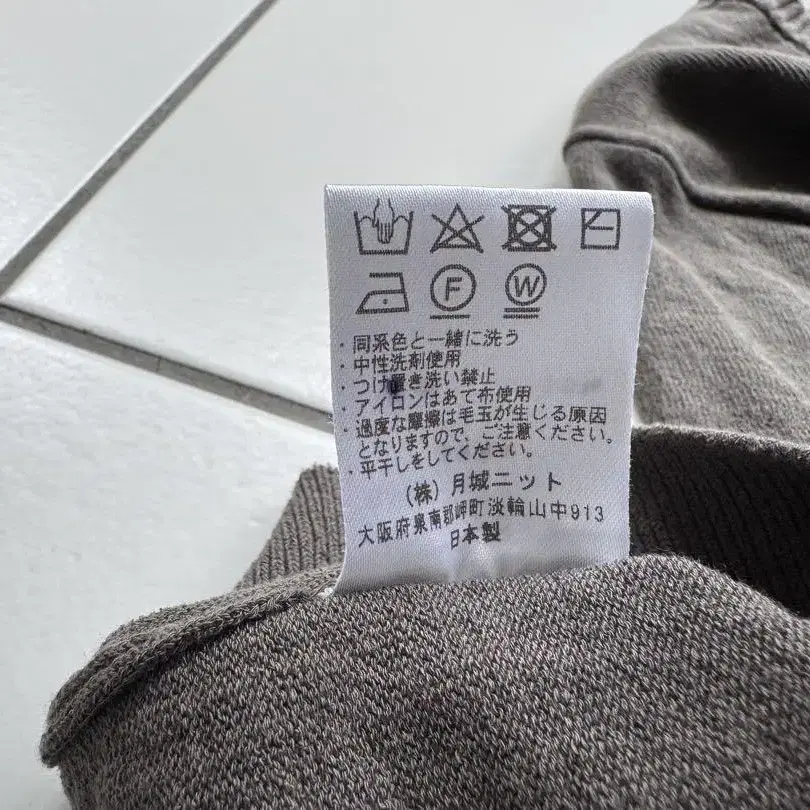 F W
・同系色と一緒に洗う
・中性洗剤使用
・つけ置き洗い禁止
・アイロンはあて布使用
・過度な摩擦は毛玉が生じる原因
となりますので、ご注意ください。
・平干しをしてください。
(株)月城ニット
大阪府泉南郡岬町淡輪山中913
日本製